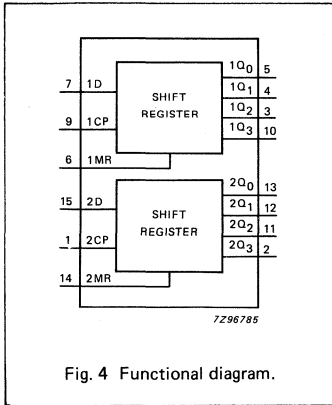 7 1D SHIFT REGISTER 1Q0 5
1Q1 4
1Q2 3
9 1CP 1Q3 10
6 1MR
15 2D SHIFT REGISTER 2Q0 13
2Q1 12
2Q2 11
1 2CP 2Q3 2
14 2MR
7Z96785
Fig. 4 Functional diagram.